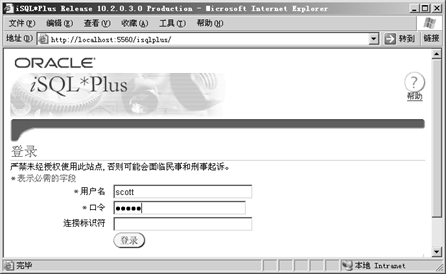 iSQL*Plus Release 10.2.0.3.0 Production - Microsoft Internet Explorer
文件(F) 编辑(E) 查看(V) 收藏(A) 工具(T) 帮助(H)
地址(D) http://localhost:5560/isqlplus/ 转到 链接
ORACLE
iSQL*Plus
帮助
登录
严禁未经授权使用此站点,否则可能会面临民事和刑事起诉。
* 表示必需的字段
* 用户名 scott
* 口令 ●●●●●
连接标识符
登录
完毕 本地 Intranet